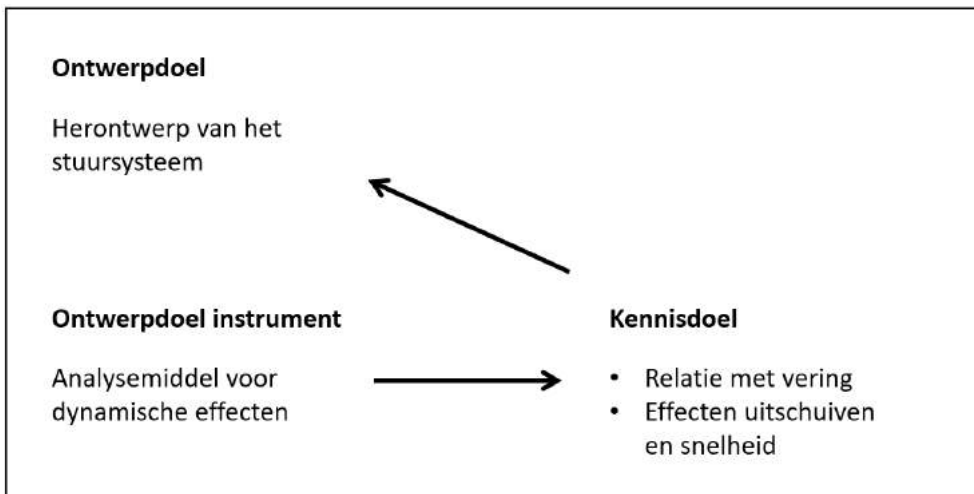 Ontwerpdoel
Herontwerp van het
stuursysteem
Ontwerpdoel instrument
Analysemiddel voor
dynamische effecten
Kennisdoel
• Relatie met vering
• Effecten uitschuiven
en snelheid